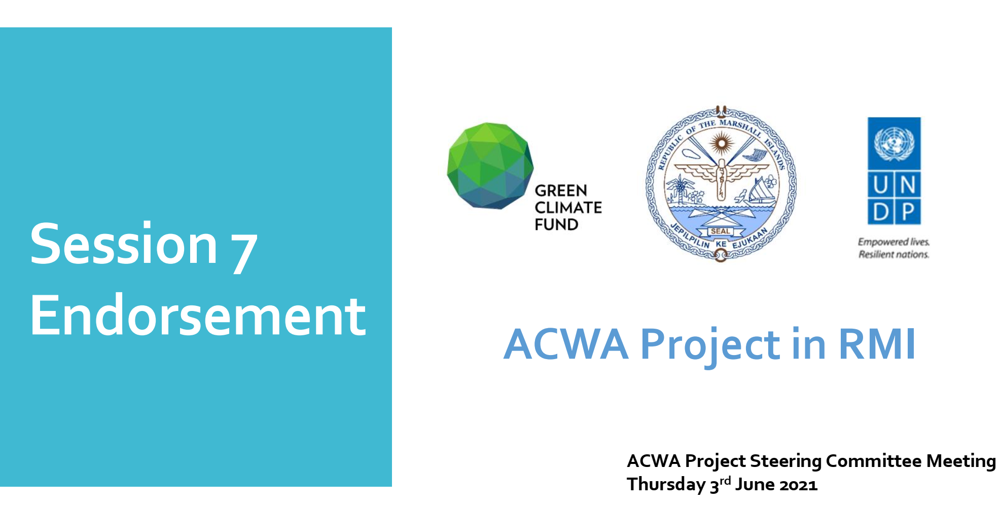 Session 7
Endorsement
GREEN
CLIMATE
FUND
REPUBLIC OF THE MARSHALL ISLANDS
SEAL
JEPILPILIN KE EJUKAAN
U N
D P
Empowered lives.
Resilient nations.
ACWA Project in RMI
ACWA Project Steering Committee Meeting
Thursday 3rd June 2021